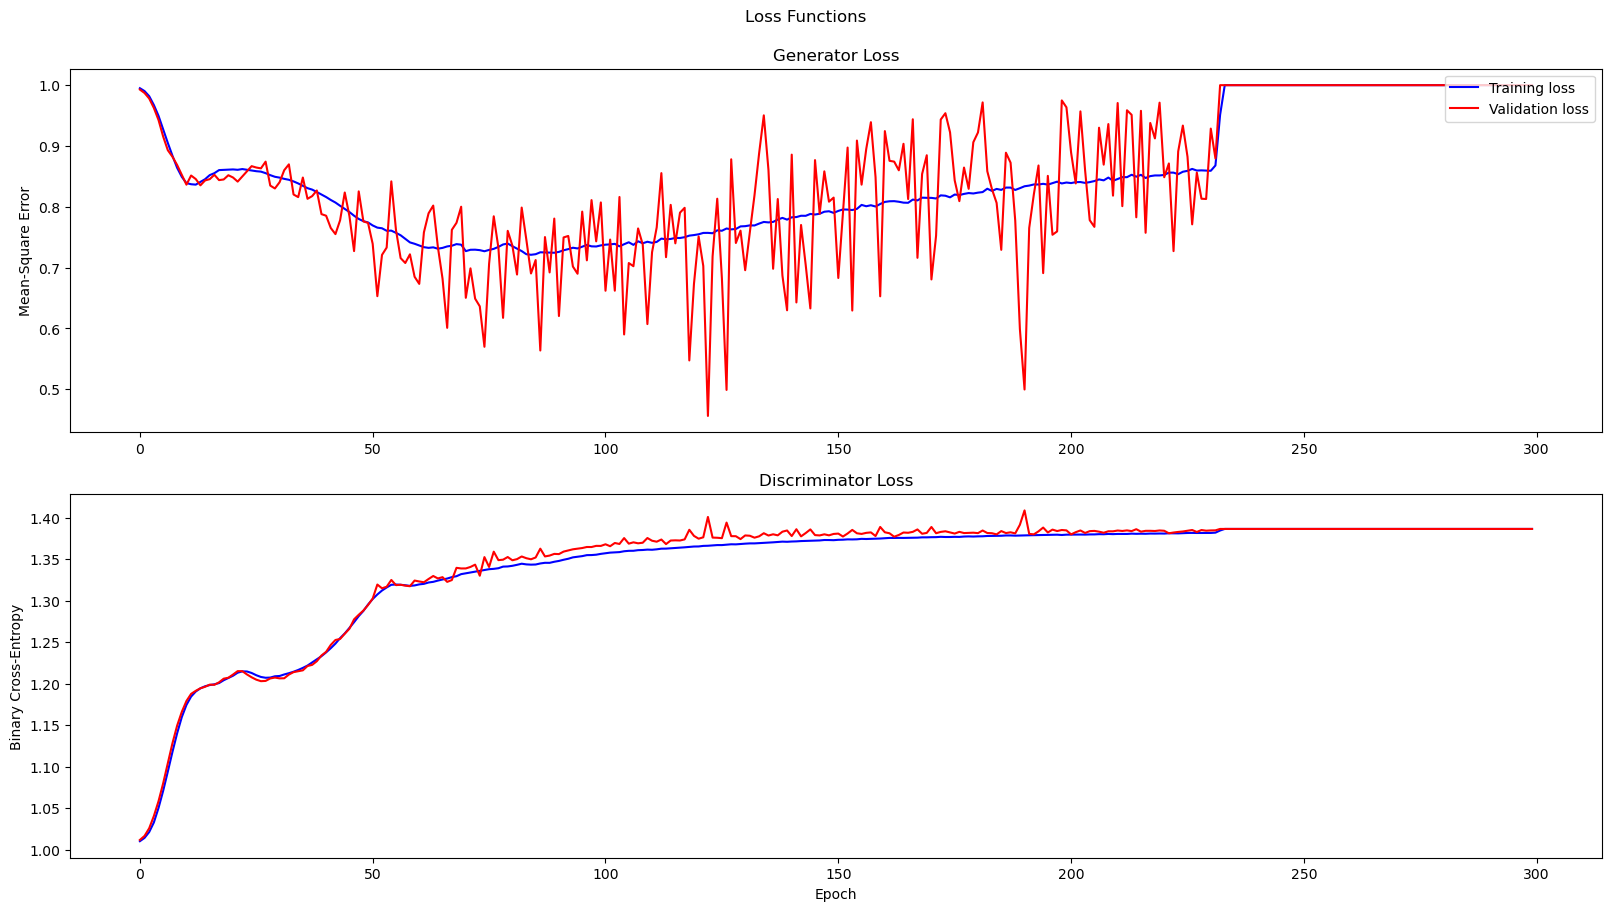 Loss Functions
Generator Loss
Mean-Square Error
1.0
0.9
0.8
0.7
0.6
0.5
Training loss
Validation loss
0 50 100 150 200 250 300
Discriminator Loss
Binary Cross-Entropy
1.40
1.35
1.30
1.25
1.20
1.15
1.10
1.05
1.00
0 50 100 150 200 250 300
Epoch